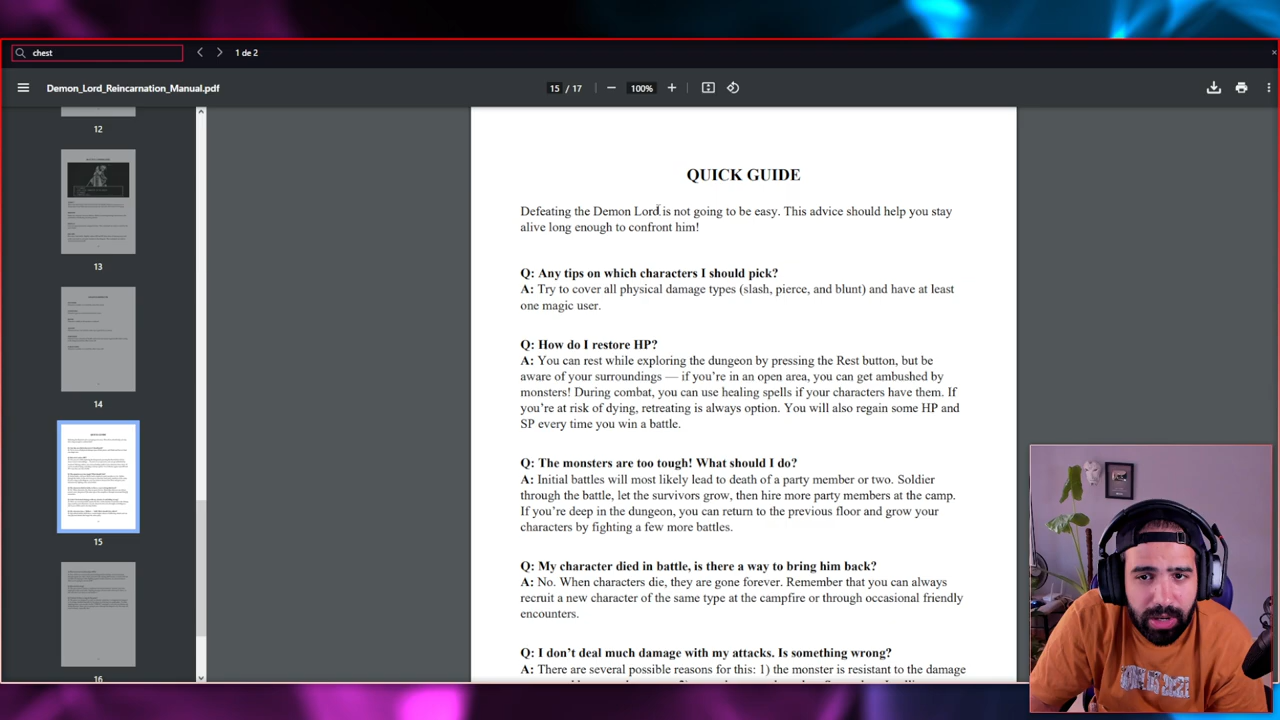 chest
1 de 2
Demon_Lord_Reincarnation_Manual.pdf
15 / 17
100%
12
13
14
15
16
QUICK GUIDE
Defeating the Demon Lord is not going to be easy. This advice should help you stay
alive long enough to confront him!
Q: Any tips on which characters I should pick?
A: Try to cover all physical damage types (slash, pierce, and blunt) and have at least
one magic user.
Q: How do I restore HP?
A: You can rest while exploring the dungeon by pressing the Rest button, but be
aware of your surroundings — if you're in an open area, you can get ambushed by
monsters! During combat, you can use healing spells if your characters have them. If
you're at risk of dying, retreating is always option. You will also regain some HP and
SP every time you win a battle.
Q: The monsters are too tough! What should I do?
A: Initial battles will most likely lead to death of a party member or two. Soldier
through the battle, let the survivors grow, then hire more party members at the camp.
If you're deep in the dungeon, you can return to the previous floor and grow your
characters by fighting a few more battles.
Q: My character died in battle, is there a way to bring him back?
A: No. When characters die, they are gone forever. Remember that you can always
recruit a new character of the same type at the campfire or through occasional friendly
encounters.
Q: I don't deal much damage with my attacks. Is something wrong?
A: There are several possible reasons for this: 1) the monster is resistant to the damage